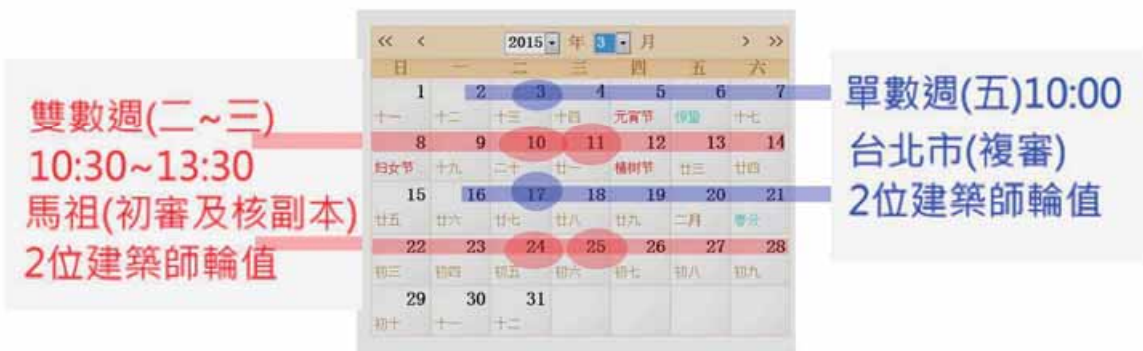 雙數週(二~三)
10:30~13:30
馬祖(初審及核副本)
2位建築師輪值
<< < 2015 年 3 月 > >>
日 一 二 三 四 五 六
1 2 3 4 5 6 7
十一 十二 十三 十四 元宵节 惊蛰 十七
8 9 10 11 12 13 14
妇女节 十九 二十 廿一 植树节 廿三 廿四
15 16 17 18 19 20 21
廿五 廿六 廿七 廿八 廿九 二月 春分
22 23 24 25 26 27 28
初三 初四 初五 初六 初七 初八 初九
29 30 31
初十 十一 十二
單數週(五)10:00
台北市(複審)
2位建築師輪值